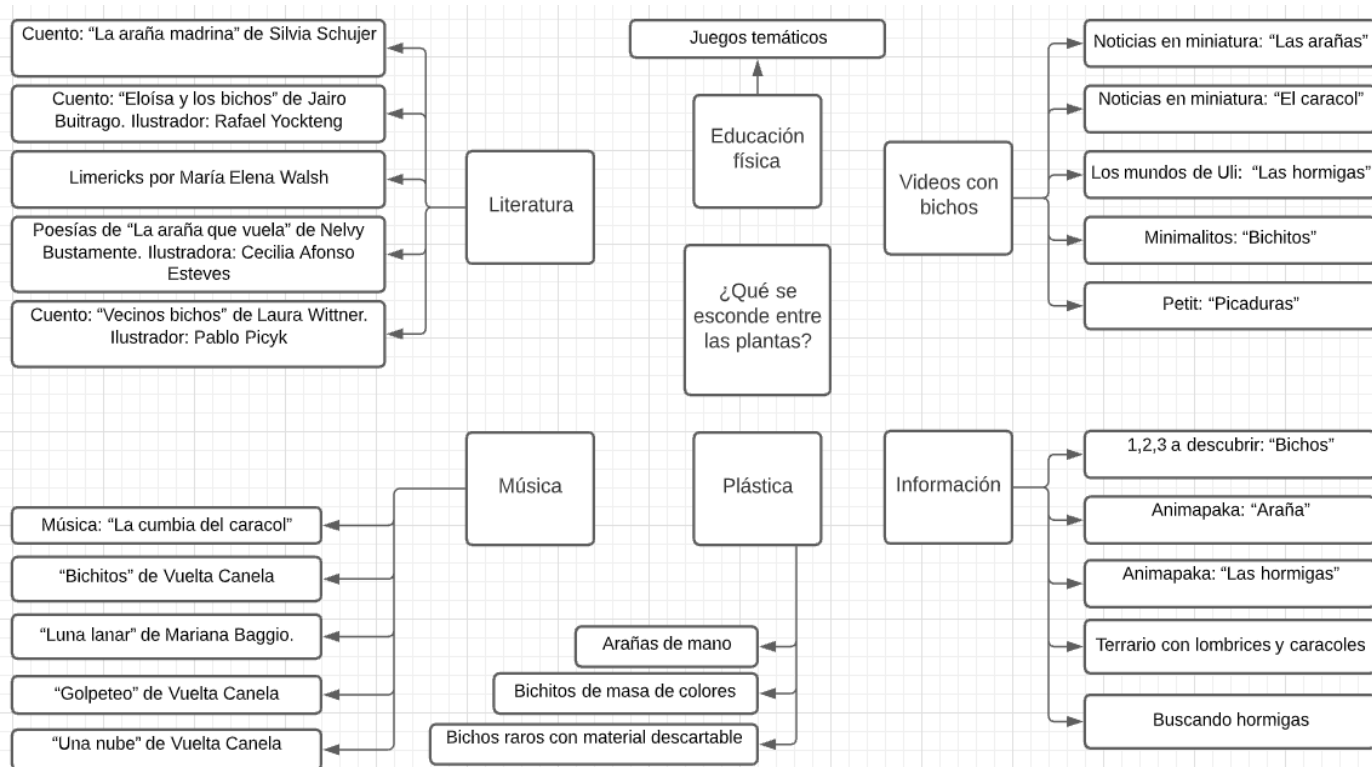 Cuento: “La araña madrina” de Silvia Schujer
Cuento: “Eloísa y los bichos” de Jairo
Buitrago. Ilustrador: Rafael Yockteng
Limericks por María Elena Walsh
Poesías de “La araña que vuela” de Nelvy
Bustamente. Ilustradora: Cecilia Afonso
Esteves
Cuento: “Vecinos bichos” de Laura Wittner.
Ilustrador: Pablo Picyk
Literatura
Juegos temáticos
Educación
física
¿Qué se
esconde entre
las plantas?
Videos con
bichos
Noticias en miniatura: “Las arañas”
Noticias en miniatura: “El caracol”
Los mundos de Uli:  “Las hormigas”
Minimalitos: “Bichitos”
Petit: “Picaduras”
Música
Música: “La cumbia del caracol”
“Bichitos” de Vuelta Canela
“Luna lanar” de Mariana Baggio.
“Golpeteo” de Vuelta Canela
“Una nube” de Vuelta Canela
Plástica
Arañas de mano
Bichitos de masa de colores
Bichos raros con material descartable
Información
1,2,3 a descubrir: “Bichos”
Animapaka: “Araña”
Animapaka: “Las hormigas”
Terrario con lombrices y caracoles
Buscando hormigas